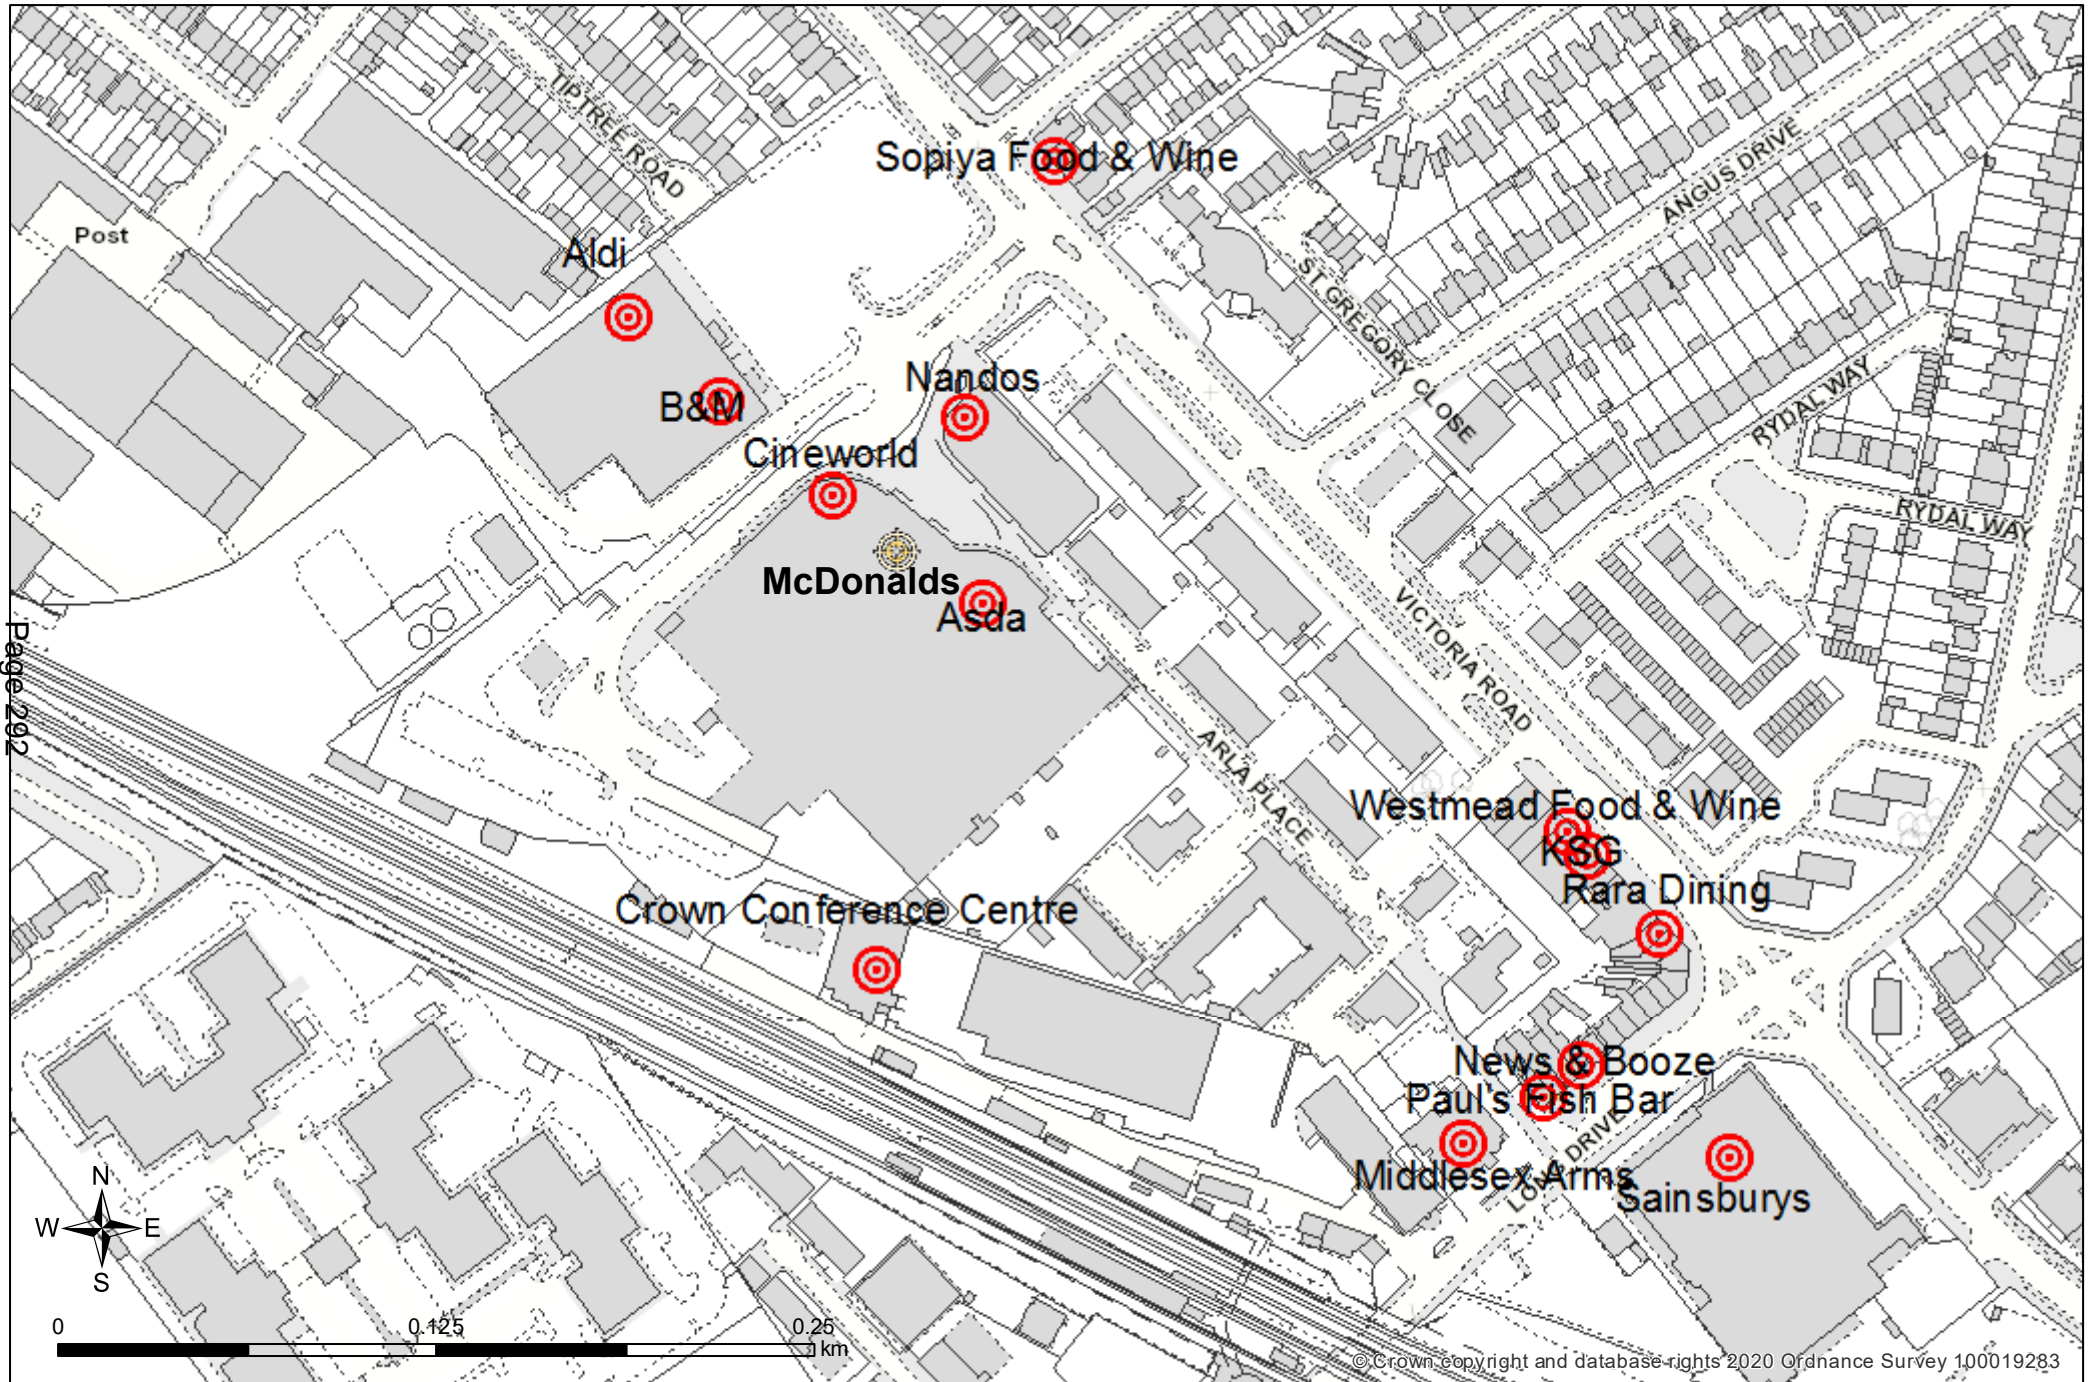 TIPTREE ROAD
Sopiya Food & Wine
ANGUS DRIVE
Post
Aldi
ST. GREGORY CLOSE
Nandos
B&M
RYDAL WAY
Cineworld
RYDAL WAY
McDonalds
Asda
VICTORIA ROAD
Page 292
ARLA PLACE
Westmead Food & Wine
KSG
Rara Dining
Crown Conference Centre
News & Booze
Paul's Fish Bar
LONG DRIVE
Middlesex Arms
Sainsburys
N
W E
S
0 0.125 0.25
km
© Crown copyright and database rights 2020 Ordnance Survey 100019283